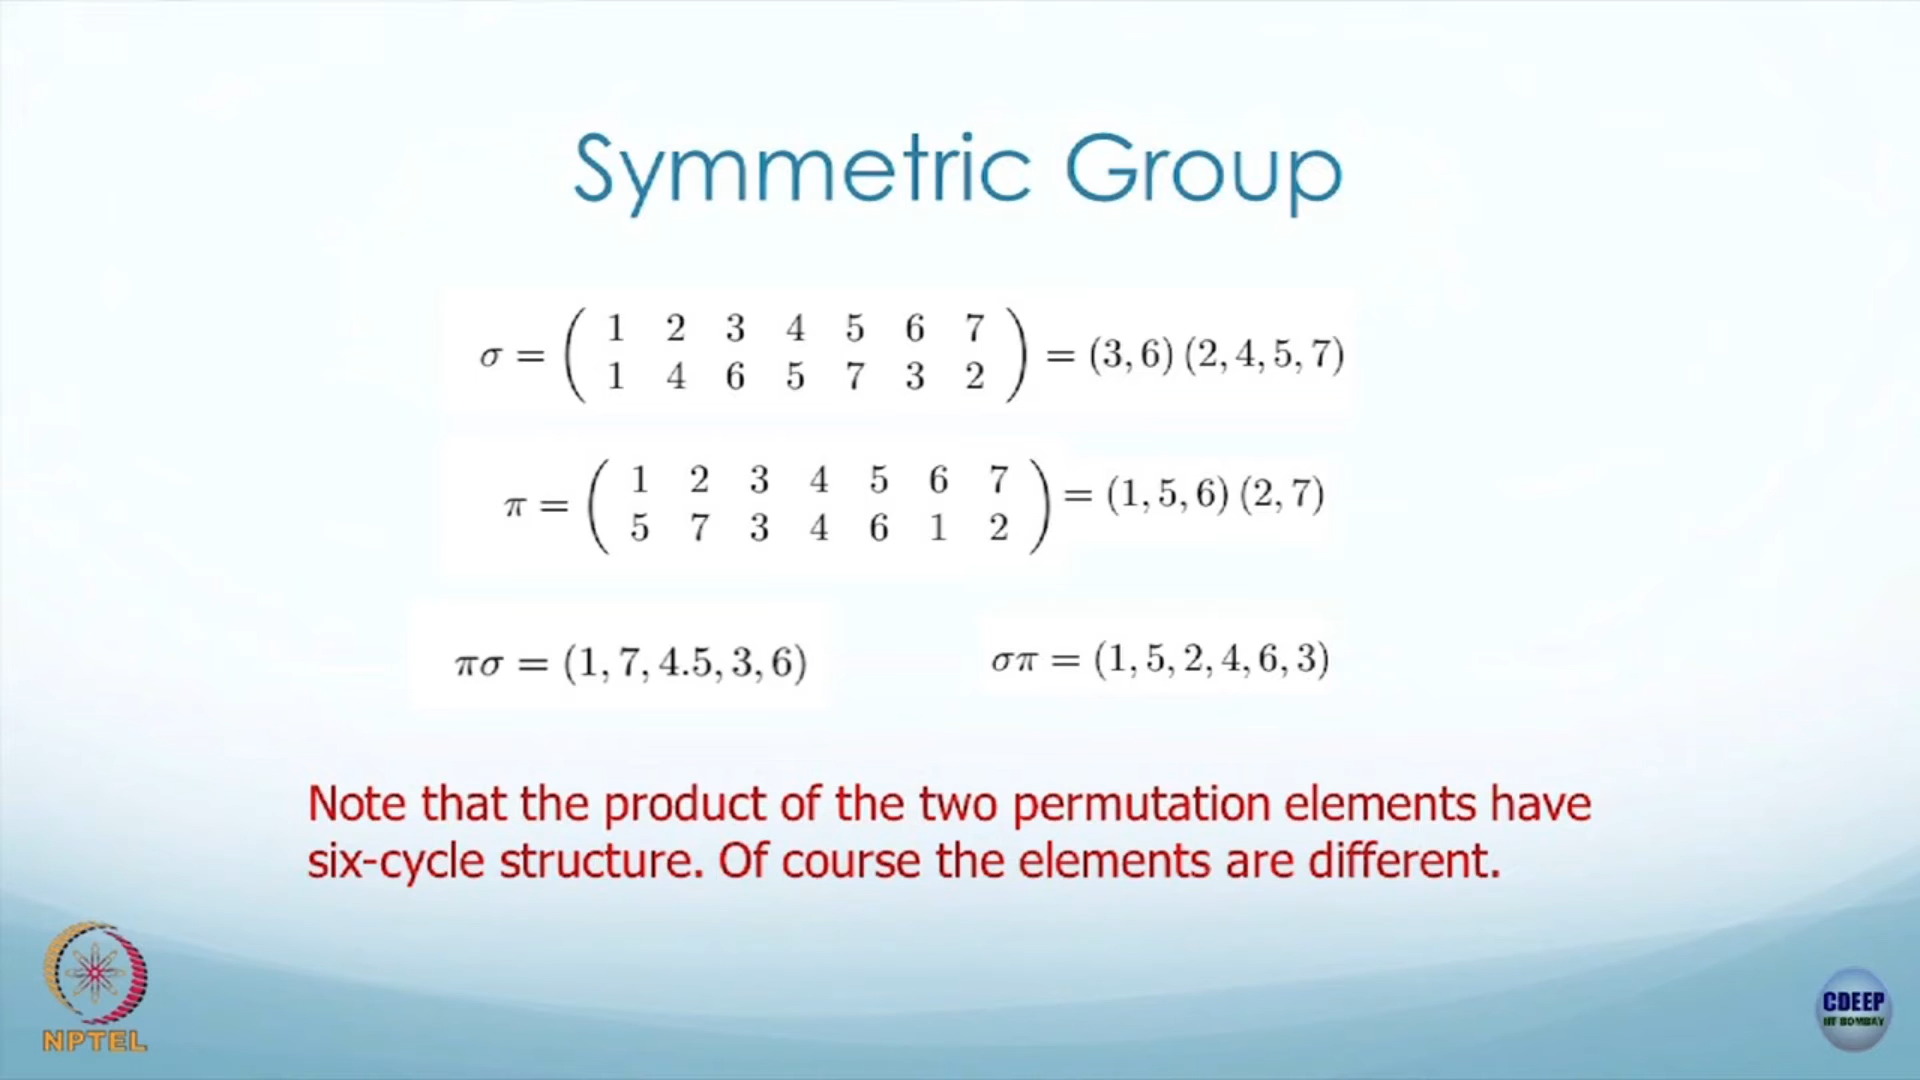 Symmetric Group
σ = ( 1 2 3 4 5 6 7
1 4 6 5 7 3 2 ) = (3, 6) (2, 4, 5, 7)
π = ( 1 2 3 4 5 6 7
5 7 3 4 6 1 2 ) = (1, 5, 6) (2, 7)
πσ = (1, 7, 4.5, 3, 6) σπ = (1, 5, 2, 4, 6, 3)
Note that the product of the two permutation elements have
six-cycle structure. Of course the elements are different.
NPTEL
CDEEP
IIT BOMBAY